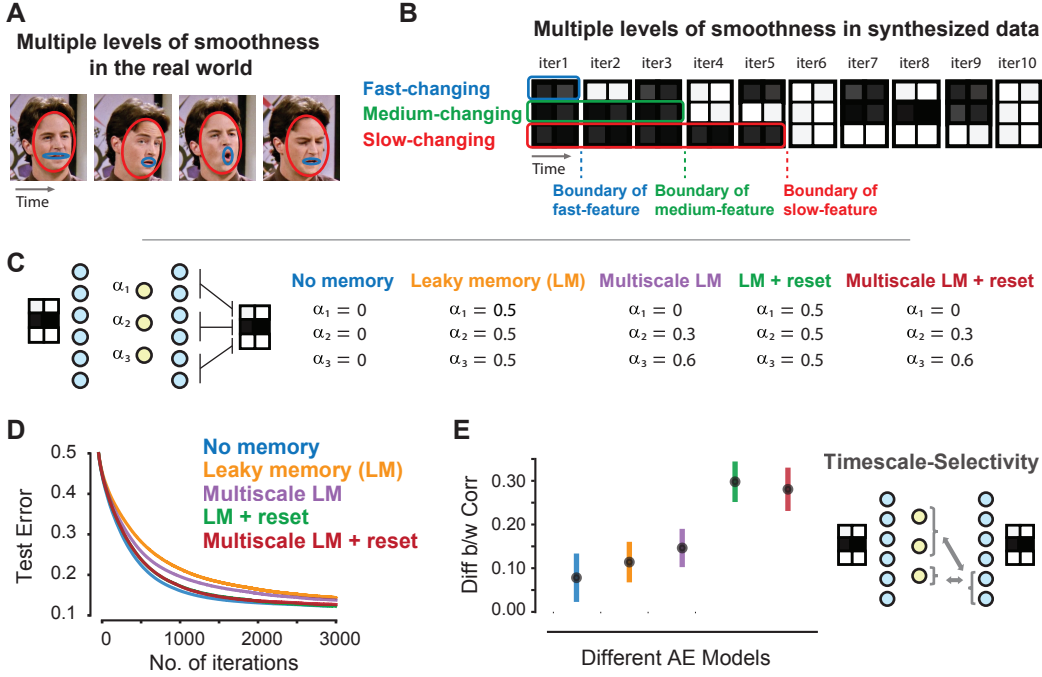 A
Multiple levels of smoothness
in the real world
Time
B
Multiple levels of smoothness in synthesized data
iter1 iter2 iter3 iter4 iter5 iter6 iter7 iter8 iter9 iter10
Fast-changing
Medium-changing
Slow-changing
Time
Boundary of
fast-feature
Boundary of
medium-feature
Boundary of
slow-feature
C
α₁
α₂
α₃
No memory
α₁ = 0
α₂ = 0
α₃ = 0
Leaky memory (LM)
α₁ = 0.5
α₂ = 0.5
α₃ = 0.5
Multiscale LM
α₁ = 0
α₂ = 0.3
α₃ = 0.6
LM + reset
α₁ = 0.5
α₂ = 0.5
α₃ = 0.5
Multiscale LM + reset
α₁ = 0
α₂ = 0.3
α₃ = 0.6
D
No memory
Leaky memory (LM)
Multiscale LM
LM + reset
Multiscale LM + reset
Test Error
0.5
0.4
0.3
0.2
0.1
0 1000 2000 3000
No. of iterations
E
Diff b/w Corr
0.30
0.20
0.10
0.00
Different AE Models
Timescale-Selectivity